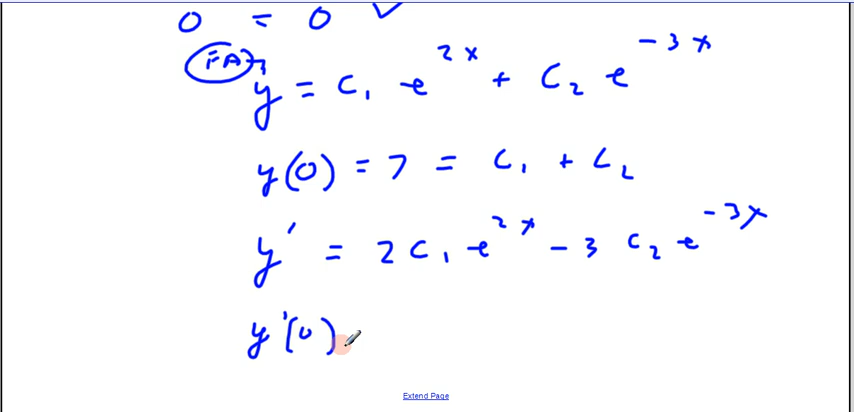 0 = 0 ✓
FA→
y = c₁ e^{2x} + c₂ e^{-3x}
y(0) = 7 = c₁ + c₂
y' = 2c₁ e^{2x} - 3 c₂ e^{-3x}
y'(0)
Extend Page